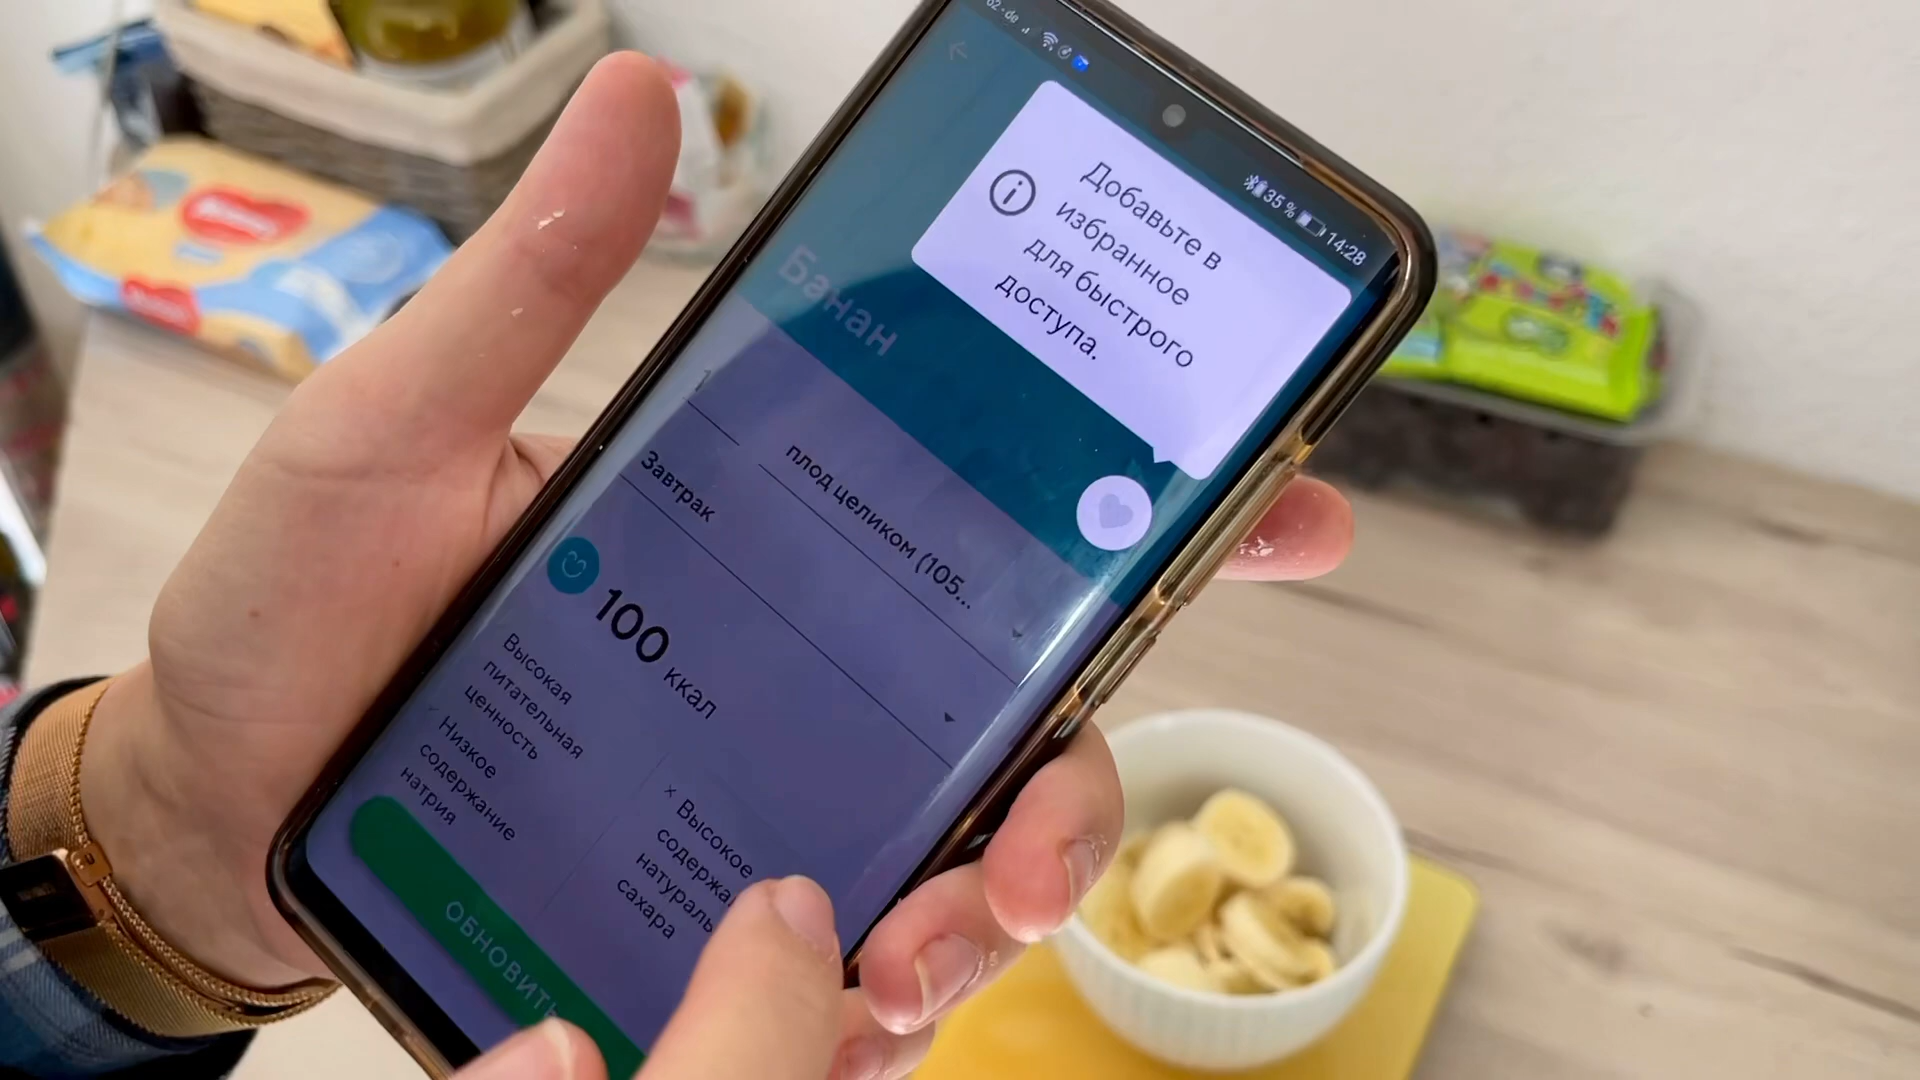 35 %
14:28
Добавьте в
избранное
для быстрого
доступа.
Банан
1
плод целиком (105...
Завтрак
100 ккал
Высокая
питательная
ценность
Низкое
содержание
натрия
× Высокое
сахара
ОБНОВИТЬ